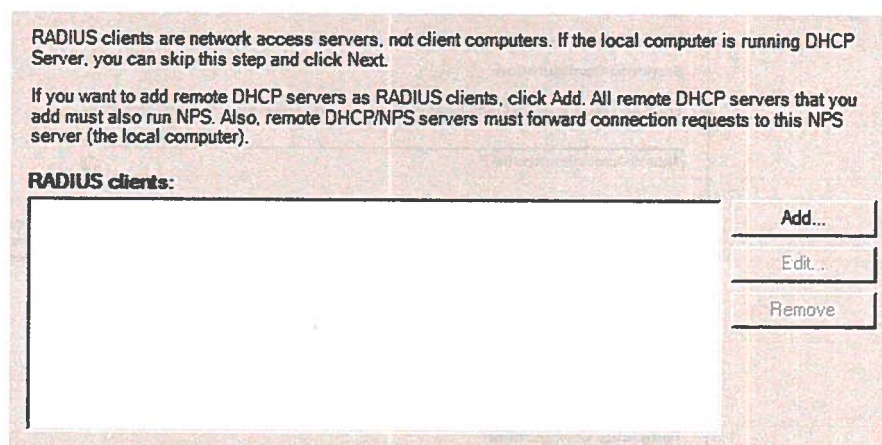 RADIUS clients are network access servers, not client computers. If the local computer is running DHCP
Server, you can skip this step and click Next.
If you want to add remote DHCP servers as RADIUS clients, click Add. All remote DHCP servers that you
add must also run NPS. Also, remote DHCP/NPS servers must forward connection requests to this NPS
server (the local computer).
RADIUS clients:
Add...
Edit...
Remove